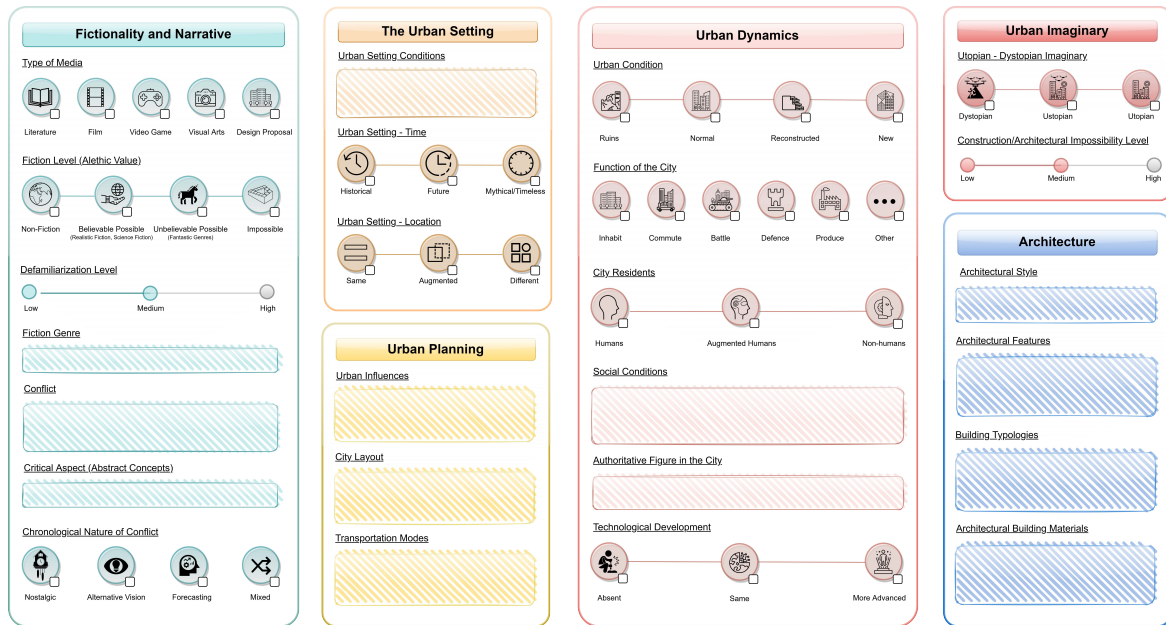 Fictionality and Narrative
Type of Media
Literature
Film
Video Game
Visual Arts
Design Proposal
Fiction Level (Alethic Value)
Non-Fiction
Believable Possible
(Realistic Fiction, Science Fiction)
Unbelievable Possible
(Fantastic Genres)
Impossible
Defamiliarization Level
Low
Medium
High
Fiction Genre
Conflict
Critical Aspect (Abstract Concepts)
Chronological Nature of Conflict
Nostalgic
Alternative Vision
Forecasting
Mixed
The Urban Setting
Urban Setting Conditions
Urban Setting - Time
Historical
Future
Mythical/Timeless
Urban Setting - Location
Same
Augmented
Different
Urban Planning
Urban Influences
City Layout
Transportation Modes
Urban Dynamics
Urban Condition
Ruins
Normal
Reconstructed
New
Function of the City
Inhabit
Commute
Battle
Defence
Produce
Other
City Residents
Humans
Augmented Humans
Non-humans
Social Conditions
Authoritative Figure in the City
Technological Development
Absent
Same
More Advanced
Urban Imaginary
Utopian - Dystopian Imaginary
Dystopian
Ustopian
Utopian
Construction/Architectural Impossibility Level
Low
Medium
High
Architecture
Architectural Style
Architectural Features
Building Typologies
Architectural Building Materials